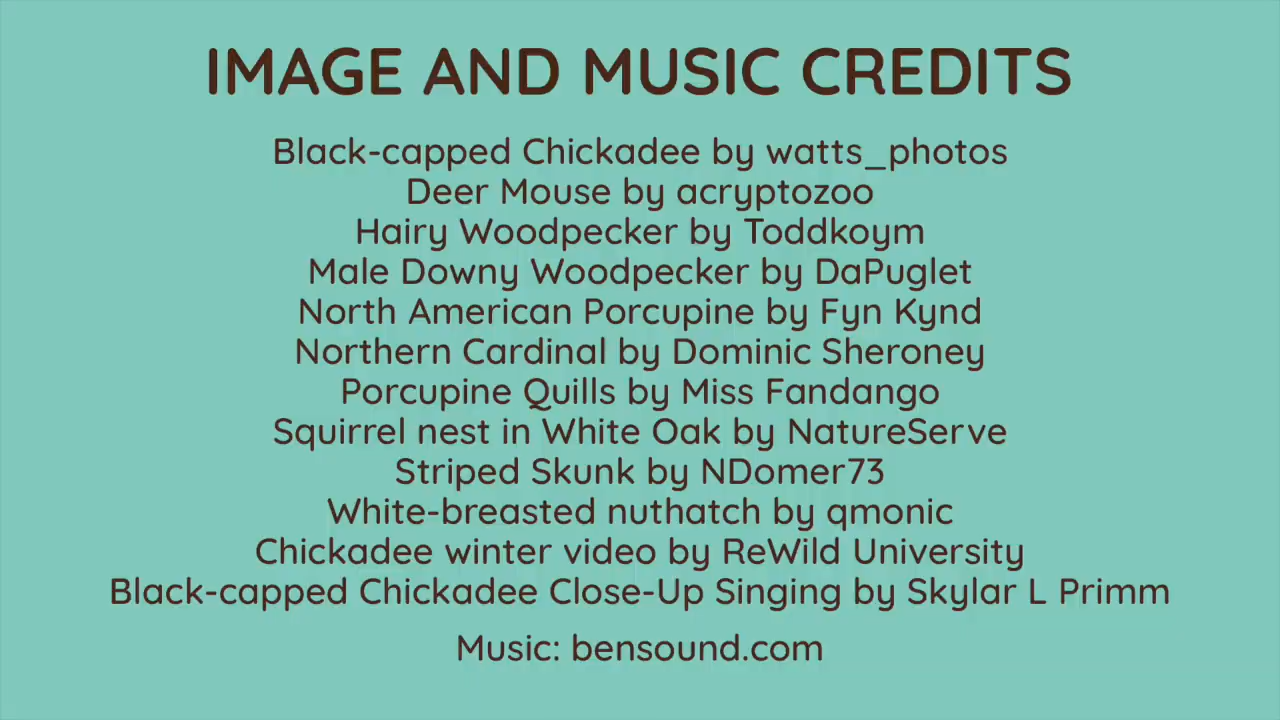 IMAGE AND MUSIC CREDITS
Black-capped Chickadee by watts_photos
Deer Mouse by acryptozoo
Hairy Woodpecker by Toddkoym
Male Downy Woodpecker by DaPuglet
North American Porcupine by Fyn Kynd
Northern Cardinal by Dominic Sheroney
Porcupine Quills by Miss Fandango
Squirrel nest in White Oak by NatureServe
Striped Skunk by NDomer73
White-breasted nuthatch by qmonic
Chickadee winter video by ReWild University
Black-capped Chickadee Close-Up Singing by Skylar L Primm
Music: bensound.com